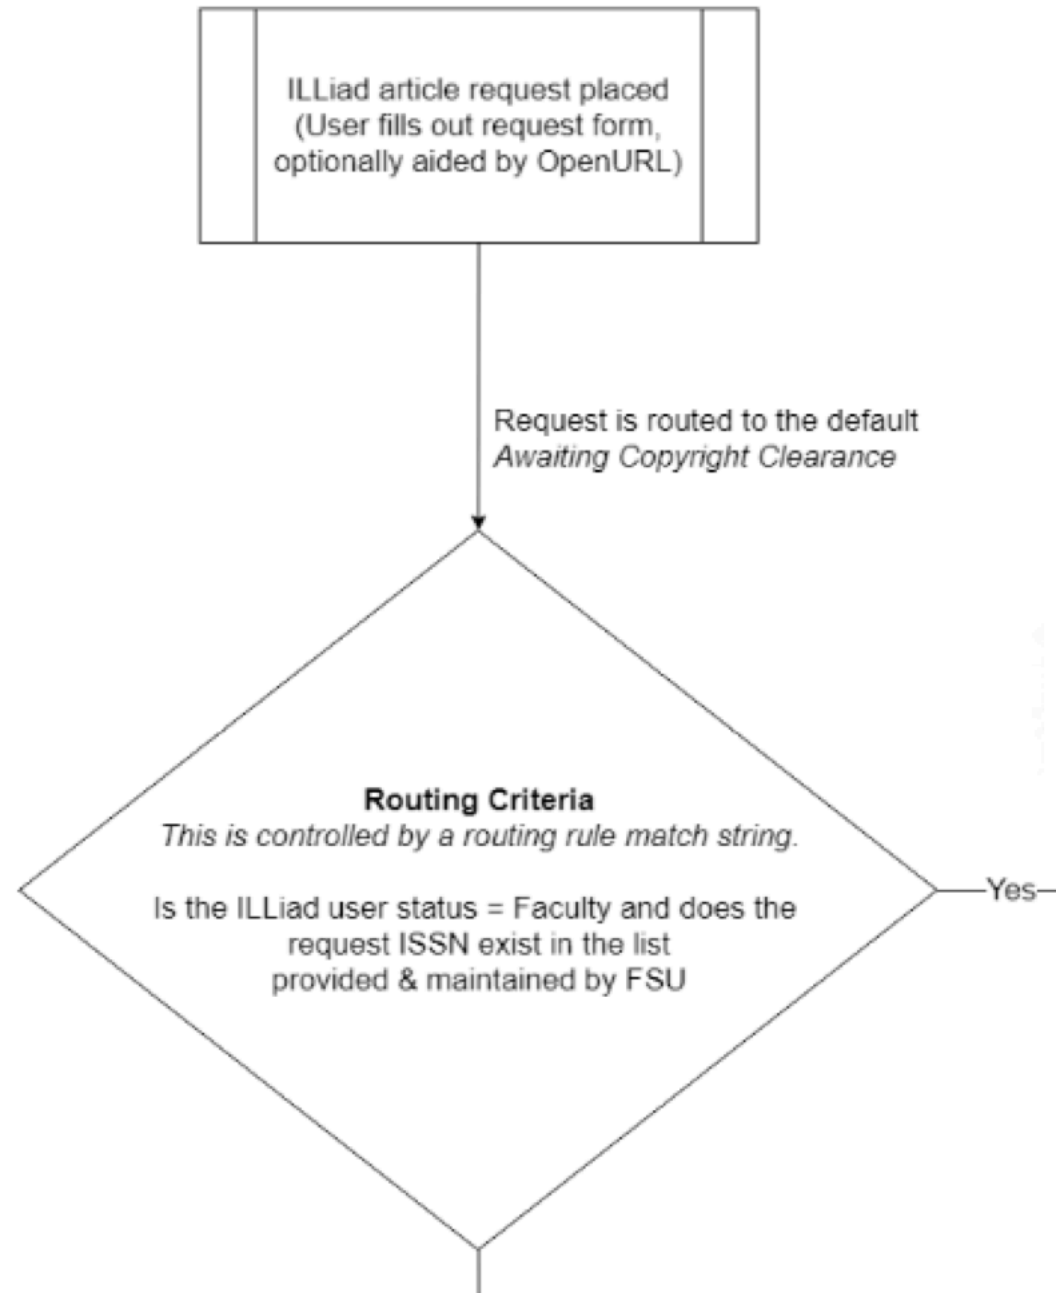 ILLiad article request placed
(User fills out request form,
optionally aided by OpenURL)
Request is routed to the default
Awaiting Copyright Clearance
Routing Criteria
This is controlled by a routing rule match string.
Is the ILLiad user status = Faculty and does the
request ISSN exist in the list
provided & maintained by FSU
Yes